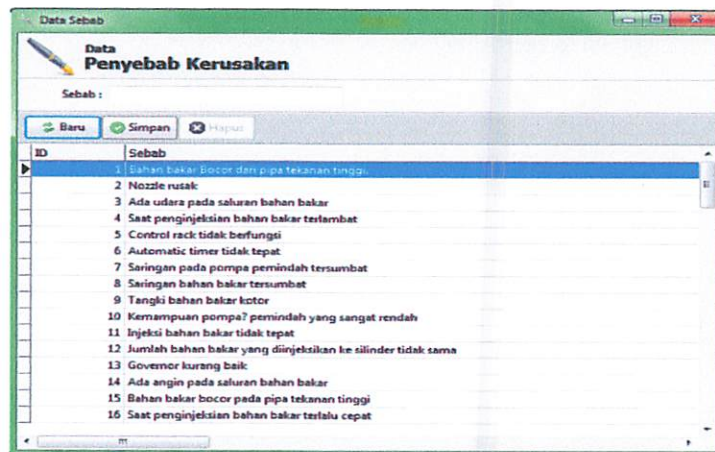 Data Sebab
Data
Penyebab Kerusakan
Sebab :
Baru Simpan Hapus
ID Sebab
1 Bahan bakar Bocor dari pipa tekanan tinggi.
2 Nozzle rusak
3 Ada udara pada saluran bahan bakar
4 Saat penginjeksian bahan bakar terlambat
5 Control rack tidak berfungsi
6 Automatic timer tidak tepat
7 Saringan pada pompa pemindah tersumbat
8 Saringan bahan bakar tersumbat
9 Tangki bahan bakar kotor
10 Kemampuan pompa? pemindah yang sangat rendah
11 Injeksi bahan bakar tidak tepat
12 Jumlah bahan bakar yang diinjeksikan ke silinder tidak sama
13 Governor kurang baik
14 Ada angin pada saluran bahan bakar
15 Bahan bakar bocor pada pipa tekanan tinggi
16 Saat penginjeksian bahan bakar terlalu cepat